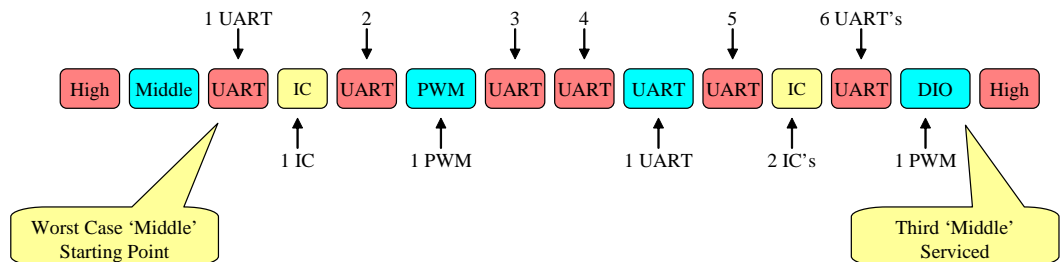 1 UART 2 3 4 5 6 UART's
High Middle UART IC UART PWM UART UART UART UART IC UART DIO High
1 IC 1 PWM 1 UART 2 IC's 1 PWM
Worst Case ‘Middle’
Starting Point
Third ‘Middle’
Serviced